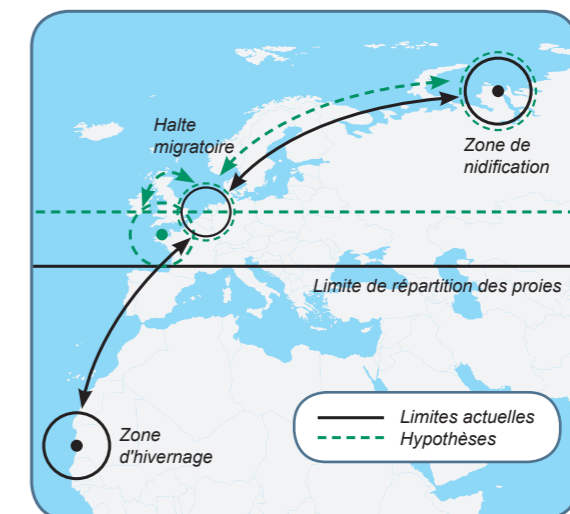 Halte
migratoire
Zone de
nidification
Limite de répartition des proies
Limites actuelles
Hypothèses
Zone
d'hivernage